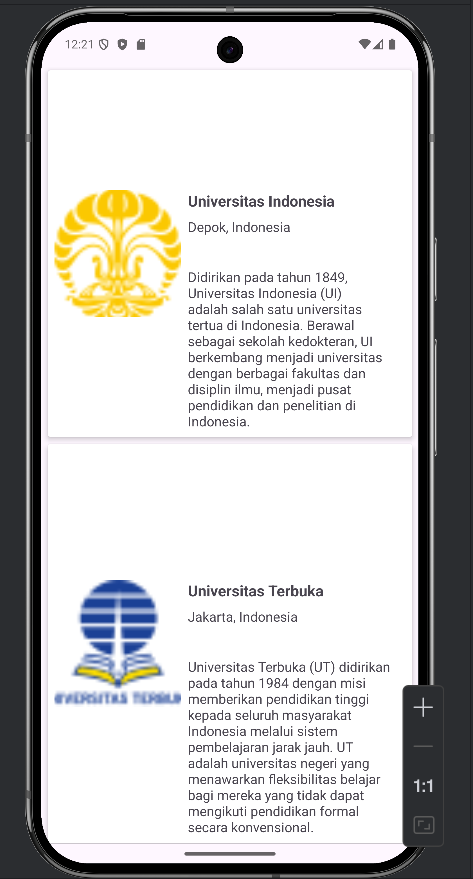 12:21
Universitas Indonesia
Depok, Indonesia
Didirikan pada tahun 1849,
Universitas Indonesia (UI)
adalah salah satu universitas
tertua di Indonesia. Berawal
sebagai sekolah kedokteran, UI
berkembang menjadi universitas
dengan berbagai fakultas dan
disiplin ilmu, menjadi pusat
pendidikan dan penelitian di
Indonesia.
Universitas Terbuka
Jakarta, Indonesia
Universitas Terbuka (UT) didirikan
pada tahun 1984 dengan misi
memberikan pendidikan tinggi
kepada seluruh masyarakat
Indonesia melalui sistem
pembelajaran jarak jauh. UT
adalah universitas negeri yang
menawarkan fleksibilitas belajar
bagi mereka yang tidak dapat
mengikuti pendidikan formal
secara konvensional.
1:1